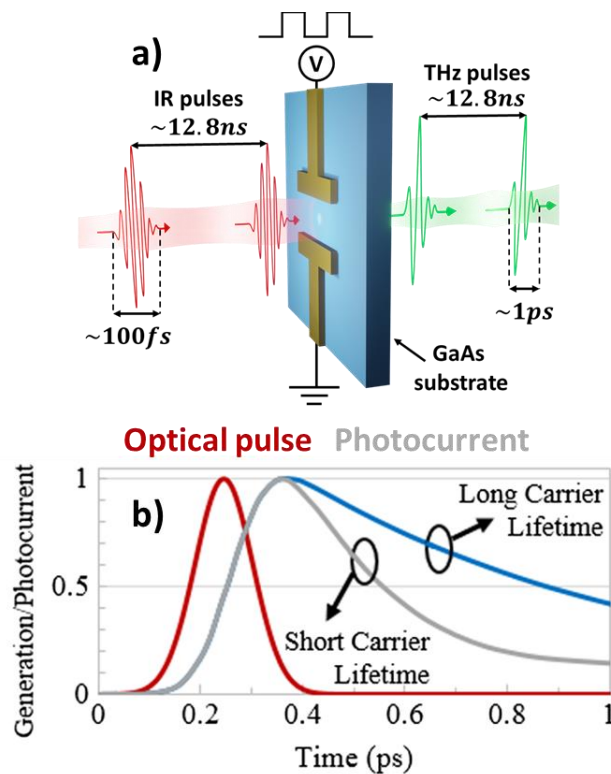 a)
V
IR pulses
~12.8ns
THz pulses
~12.8ns
~100fs
~1ps
GaAs
substrate
Optical pulse Photocurrent
b)
Generation/Photocurrent
1
0.5
0
Long Carrier
Lifetime
Short Carrier
Lifetime
0 0.2 0.4 0.6 0.8 1
Time (ps)